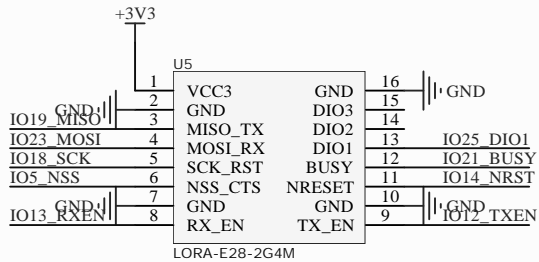 +3V3
U5
1 VCC3 GND 16 GND
GND 2 GND DIO3 15
IO19_MISO 3 MISO_TX DIO2 14
IO23_MOSI 4 MOSI_RX DIO1 13 IO25_DIO1
IO18_SCK 5 SCK_RST BUSY 12 IO21_BUSY
IO5_NSS 6 NSS_CTS NRESET 11 IO14_NRST
GND 7 GND GND 10 GND
IO13_RXEN 8 RX_EN TX_EN 9 IO12_TXEN
LORA-E28-2G4M